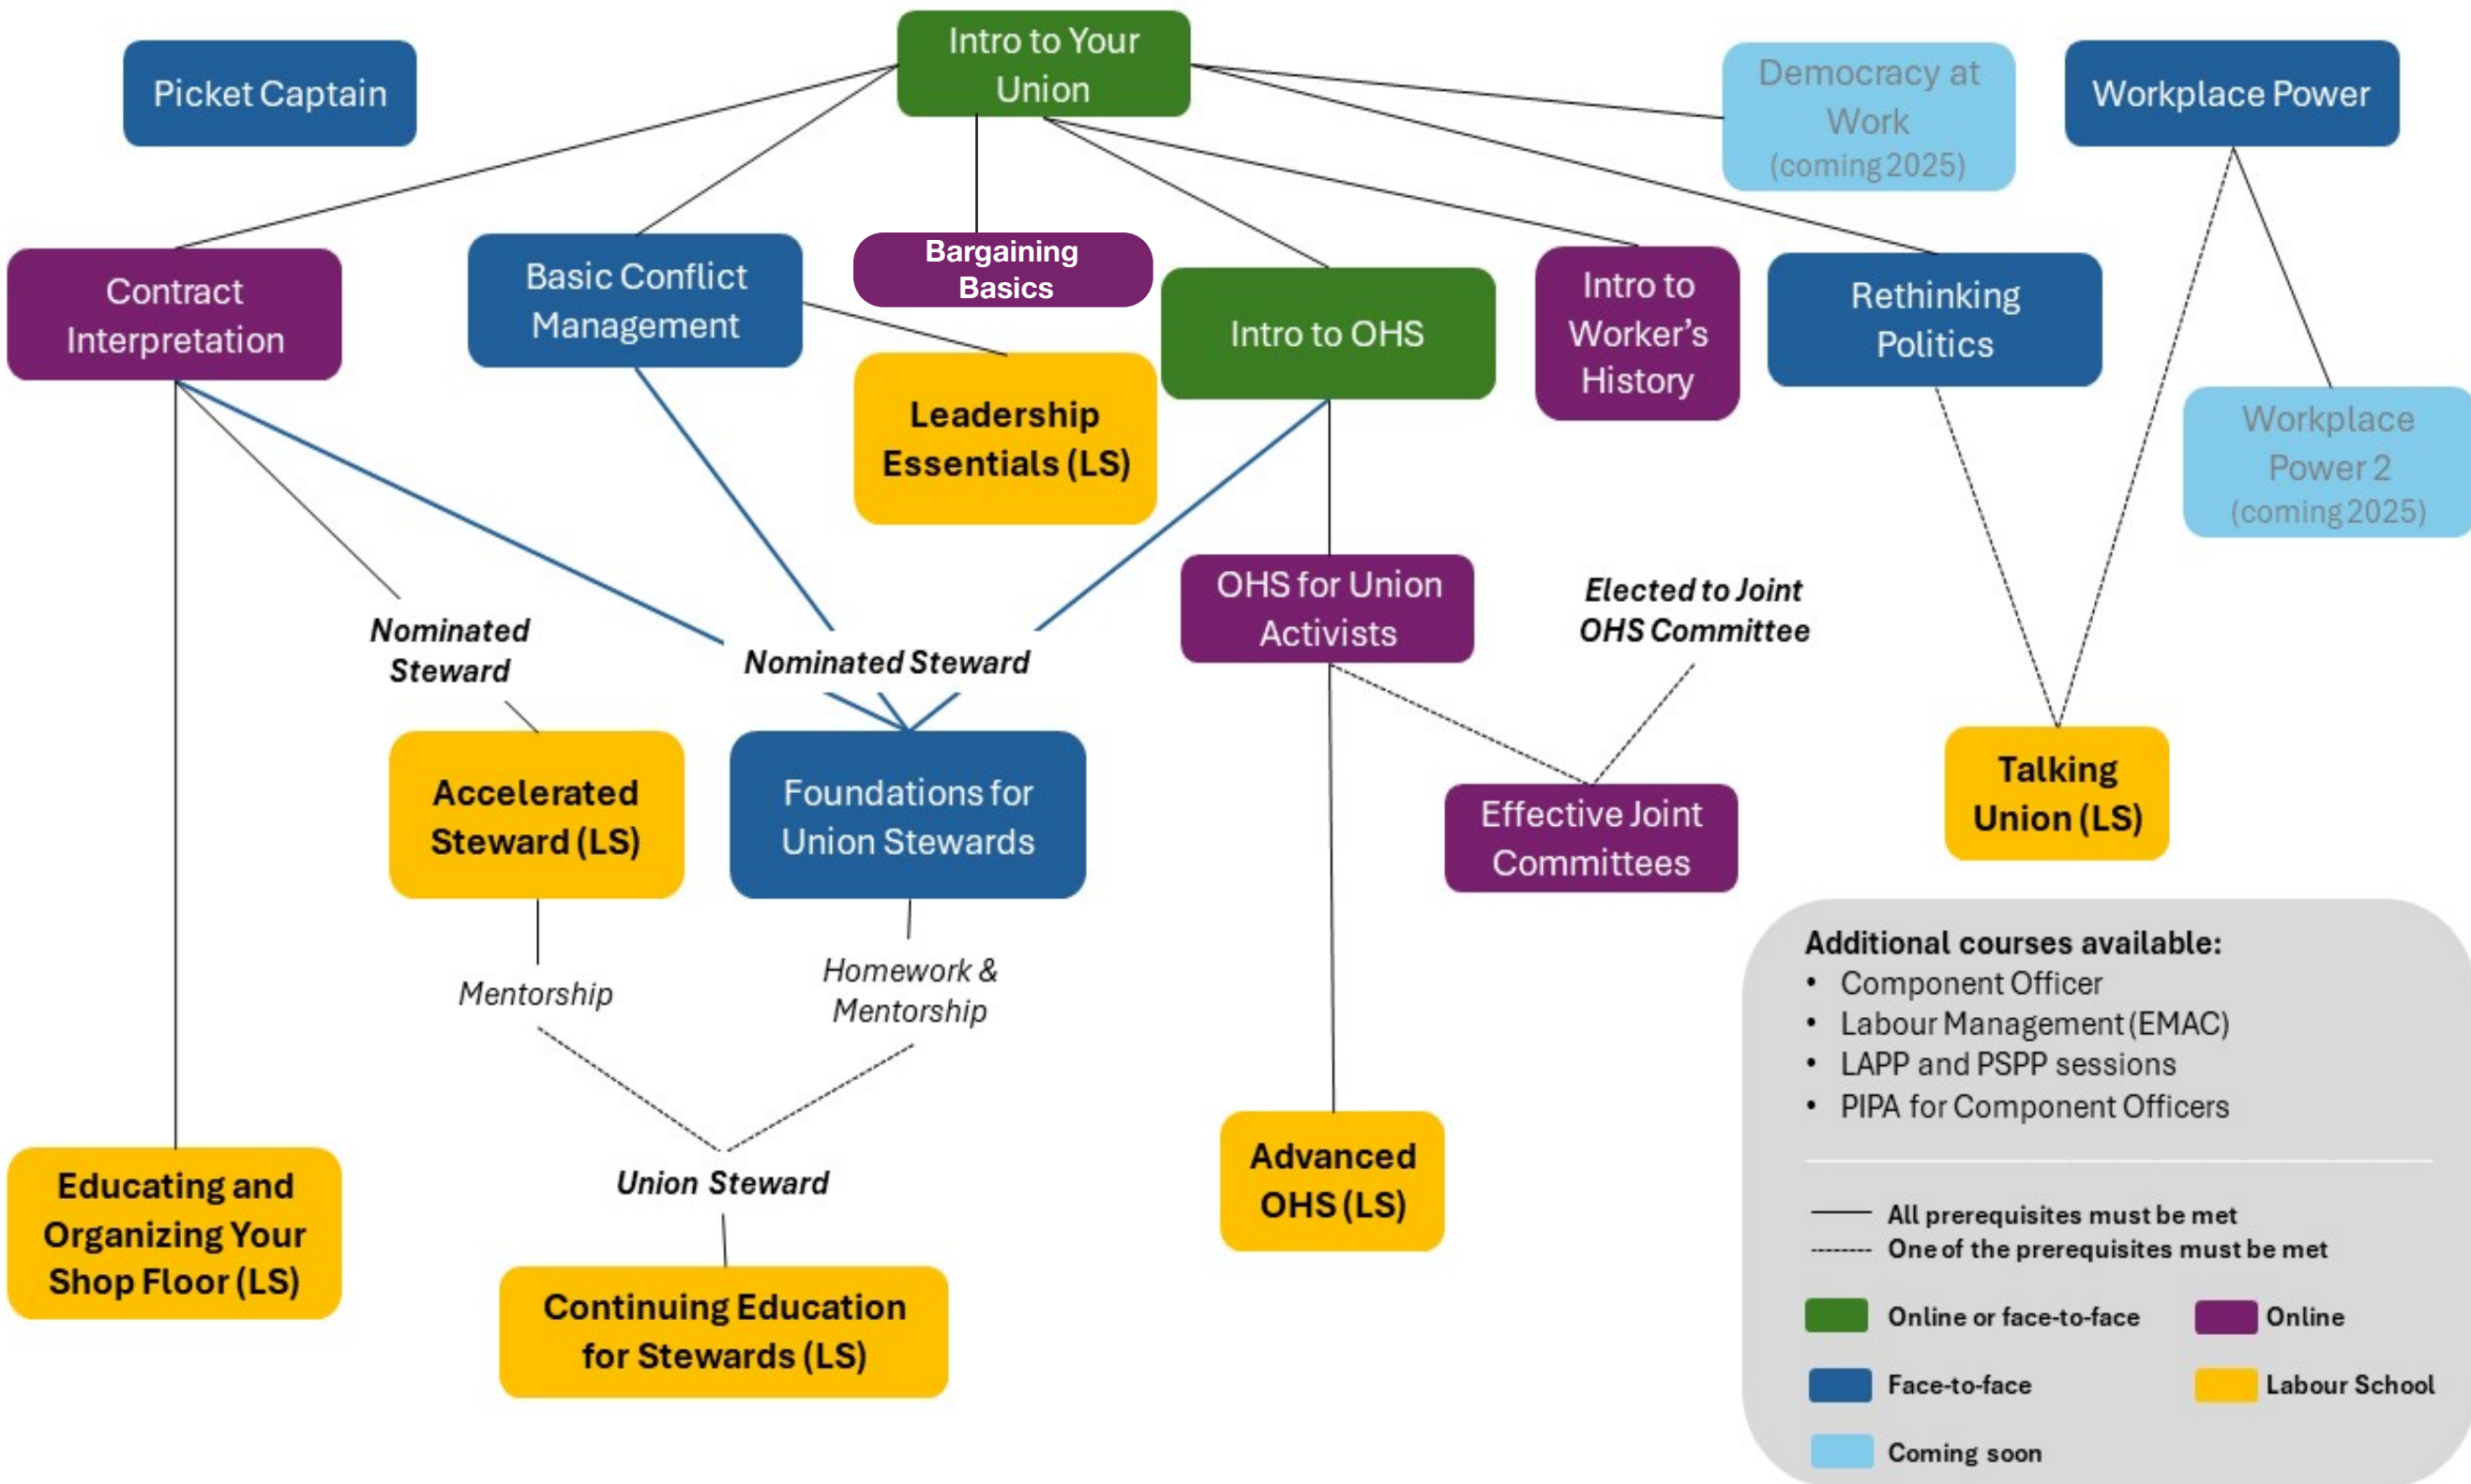 Picket Captain
Intro to Your
Union
Democracy at
Work
(coming 2025)
Workplace Power
Contract
Interpretation
Basic Conflict
Management
Bargaining
Basics
Intro to OHS
Intro to
Worker’s
History
Rethinking
Politics
Leadership
Essentials (LS)
Workplace
Power 2
(coming 2025)
Nominated
Steward
Nominated Steward
OHS for Union
Activists
Elected to Joint
OHS Committee
Accelerated
Steward (LS)
Foundations for
Union Stewards
Effective Joint
Committees
Talking
Union (LS)
Mentorship
Homework &
Mentorship
Union Steward
Educating and
Organizing Your
Shop Floor (LS)
Continuing Education
for Stewards (LS)
Advanced
OHS (LS)
Additional courses available:
• Component Officer
• Labour Management (EMAC)
• LAPP and PSPP sessions
• PIPA for Component Officers
All prerequisites must be met
One of the prerequisites must be met
Online or face-to-face
Online
Face-to-face
Labour School
Coming soon